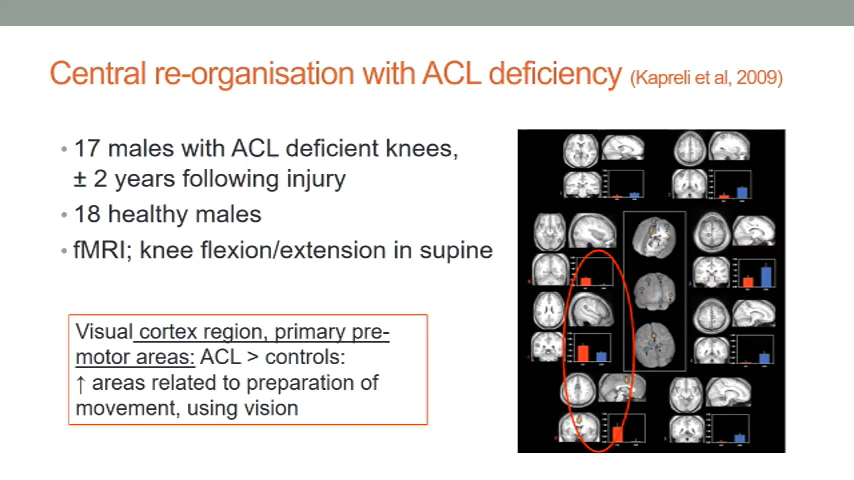 Central re-organisation with ACL deficiency (Kapreli et al, 2009)
• 17 males with ACL deficient knees,
± 2 years following injury
• 18 healthy males
• fMRI; knee flexion/extension in supine
Visual cortex region, primary pre-
motor areas: ACL > controls:
↑ areas related to preparation of
movement, using vision